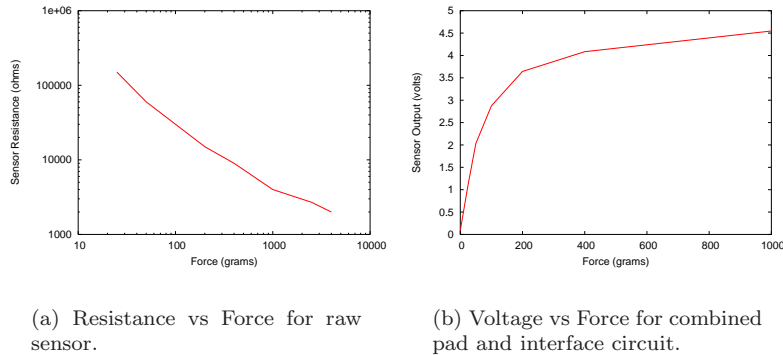 1e+06
100000
10000
1000
Sensor Resistance (ohms)
10 100 1000 10000
Force (grams)
5
4.5
4
3.5
3
2.5
2
1.5
1
0.5
0
Sensor Output (volts)
0 200 400 600 800 1000
Force (grams)
(a) Resistance vs Force for raw
sensor.
(b) Voltage vs Force for combined
pad and interface circuit.